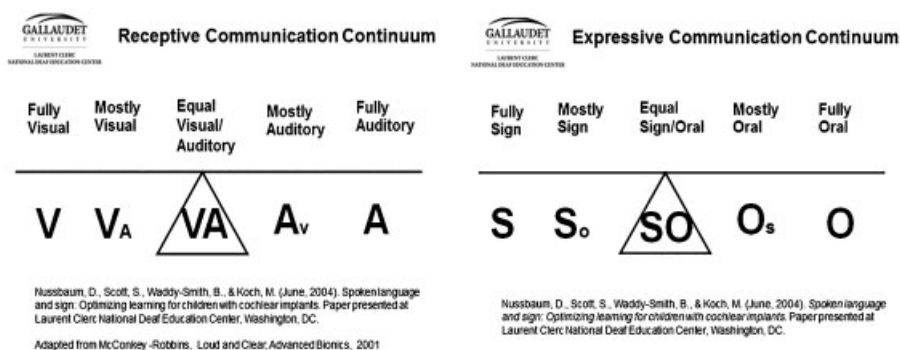 GALLAUDET
UNIVERSITY
LAURENT CLERC
NATIONAL DEAF EDUCATION CENTER
Receptive Communication Continuum
Fully Visual
Mostly Visual
Equal Visual/ Auditory
Mostly Auditory
Fully Auditory
V
VA
VA
Av
A
Nussbaum, D., Scott, S., Waddy-Smith, B., & Koch, M. (June, 2004). Spoken language
and sign: Optimizing learning for children with cochlear implants. Paper presented at
Laurent Clerc National Deaf Education Center, Washington, DC.
Adapted from McConkey -Robbins, Loud and Clear, Advanced Bionics, 2001
GALLAUDET
UNIVERSITY
LAURENT CLERC
NATIONAL DEAF EDUCATION CENTER
Expressive Communication Continuum
Fully Sign
Mostly Sign
Equal Sign/Oral
Mostly Oral
Fully Oral
S
So
SO
Os
O
Nussbaum, D., Scott, S., Waddy-Smith, B., & Koch, M. (June, 2004). Spoken language
and sign: Optimizing learning for children with cochlear implants. Paper presented at
Laurent Clerc National Deaf Education Center, Washington, DC.